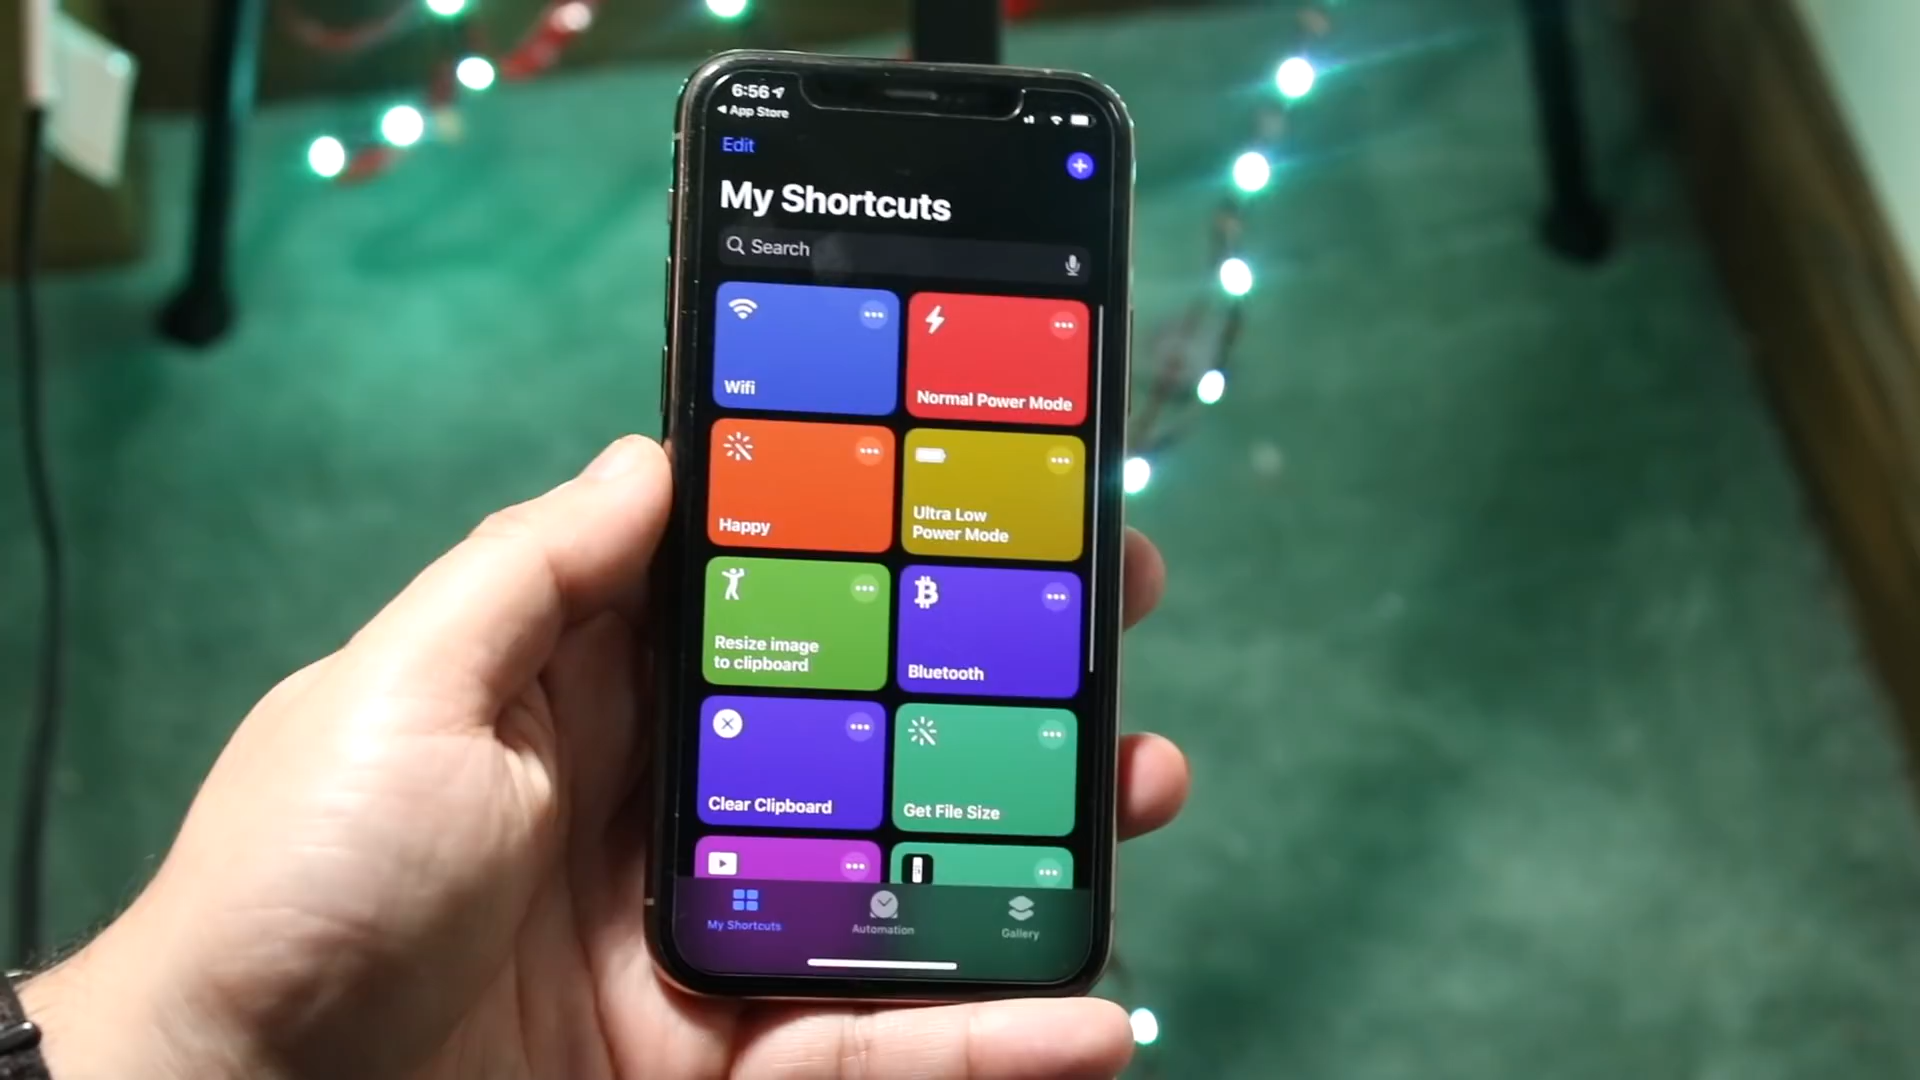 6:56
App Store
Edit
My Shortcuts
Search
Wifi
Normal Power Mode
Happy
Ultra Low
Power Mode
Resize image
to clipboard
Bluetooth
Clear Clipboard
Get File Size
My Shortcuts
Automation
Gallery